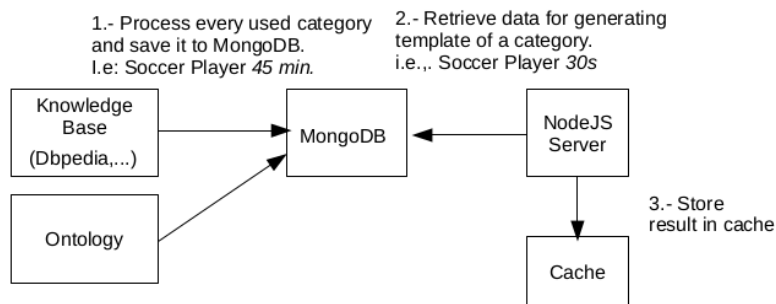 1.- Process every used category
and save it to MongoDB.
I.e: Soccer Player 45 min.
2.- Retrieve data for generating
template of a category.
i.e.,. Soccer Player 30s
Knowledge
Base
(Dbpedia,...)
MongoDB
NodeJS
Server
Ontology
3.- Store
result in cache
Cache